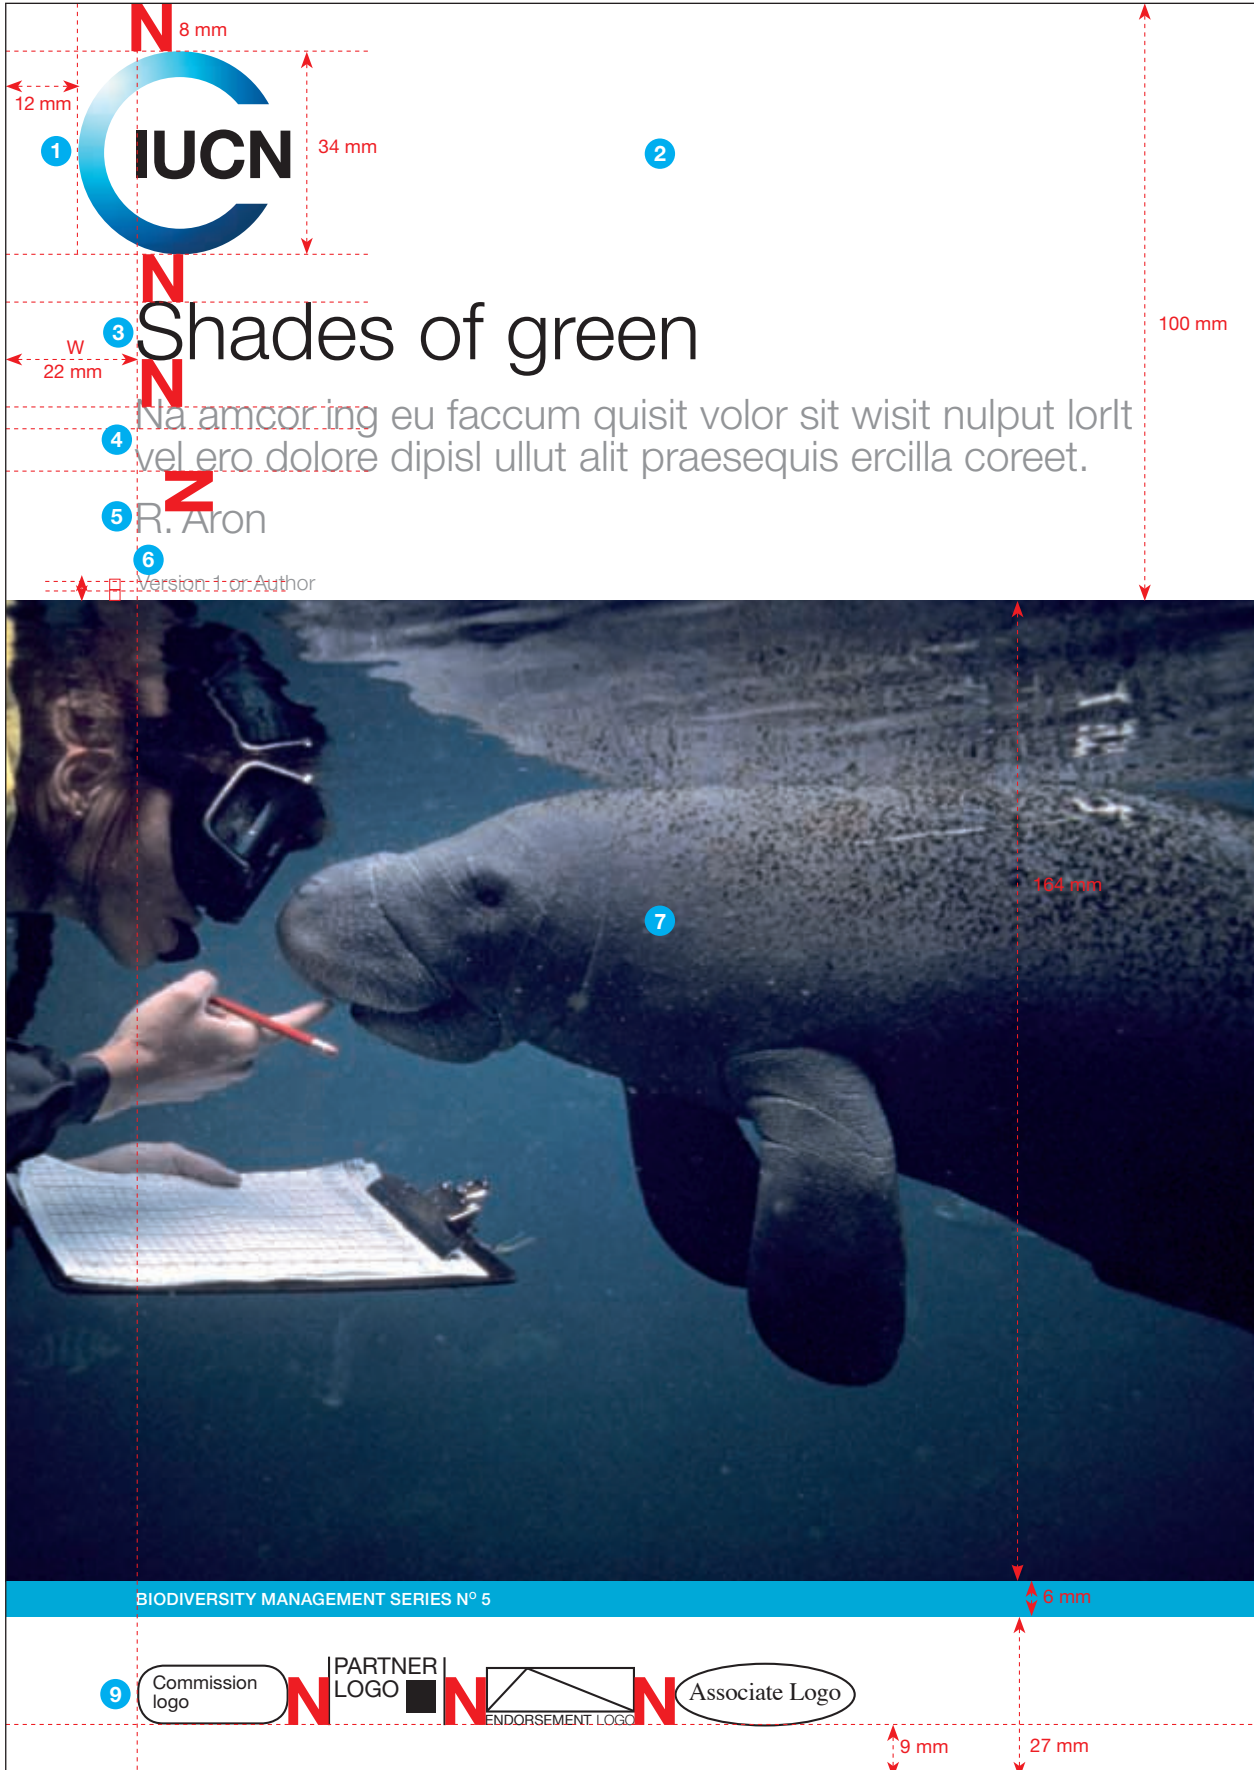 N 8 mm
12 mm
1
IUCN
34 mm
2
N
3 Shades of green
100 mm
W
22 mm
N
Na amcor ing eu faccum quisit volor sit wisit nulput lorlt
4
vel ero dolore dipisl ullut alit praesequis ercilla coreet.
N
5 R. Aron
6
Version 1 or Author
164 mm
7
BIODIVERSITY MANAGEMENT SERIES Nº 5
6 mm
9
Commission
logo
N
PARTNER
LOGO
N
ENDORSEMENT LOGO
N
Associate Logo
9 mm
27 mm